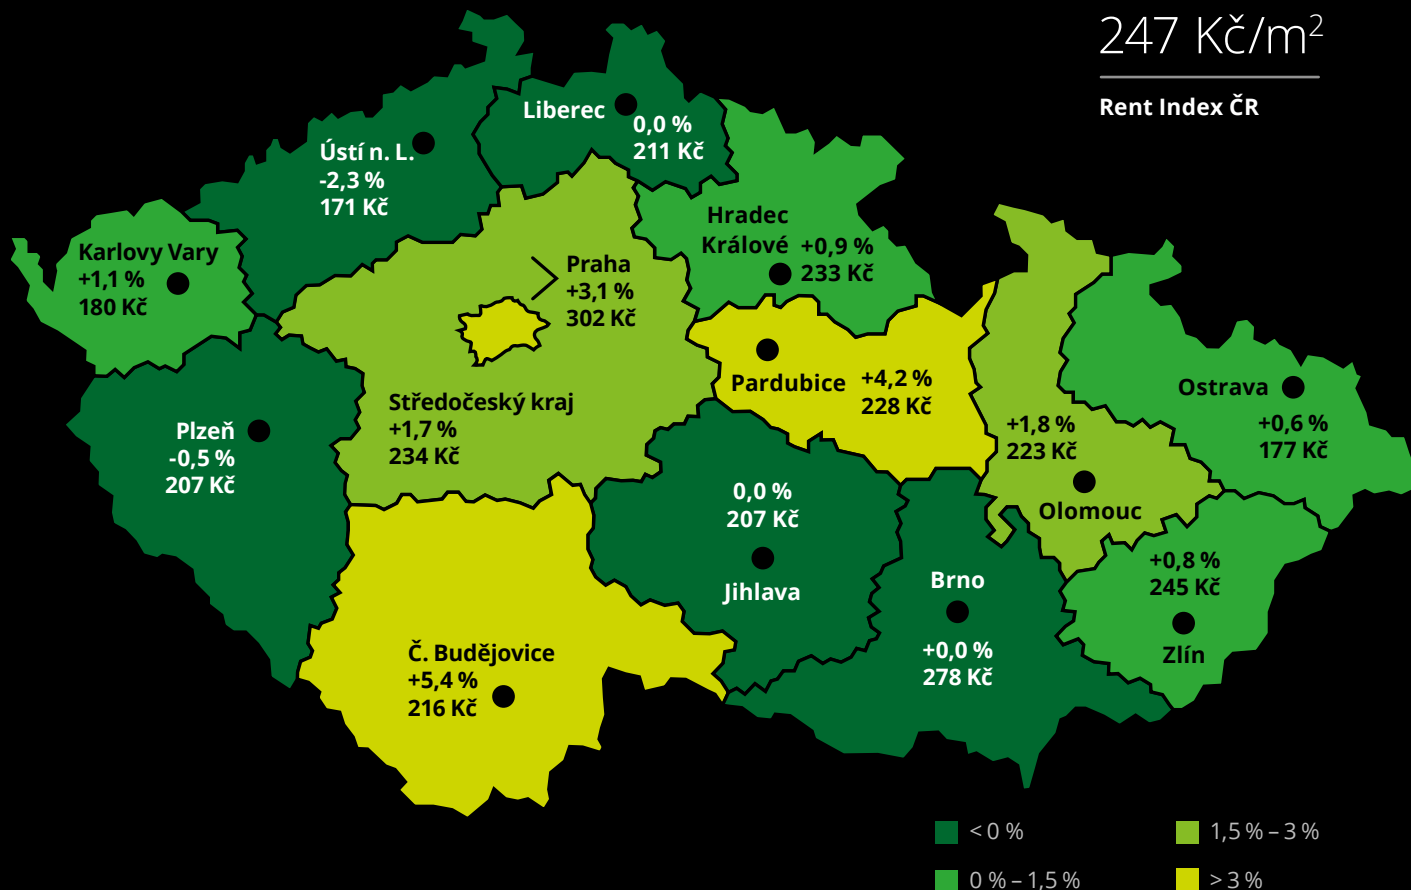 247 Kč/m²
Rent Index ČR
Liberec
0,0 %
211 Kč
Ústí n. L.
-2,3 %
171 Kč
Karlovy Vary
+1,1 %
180 Kč
Hradec
Králové
+0,9 %
233 Kč
Praha
+3,1 %
302 Kč
Středočeský kraj
+1,7 %
234 Kč
Pardubice
+4,2 %
228 Kč
Plzeň
-0,5 %
207 Kč
+1,8 %
223 Kč
Olomouc
Ostrava
+0,6 %
177 Kč
0,0 %
207 Kč
Jihlava
Brno
+0,0 %
278 Kč
+0,8 %
245 Kč
Zlín
Č. Budějovice
+5,4 %
216 Kč
< 0 %
1,5 % – 3 %
0 % – 1,5 %
> 3 %